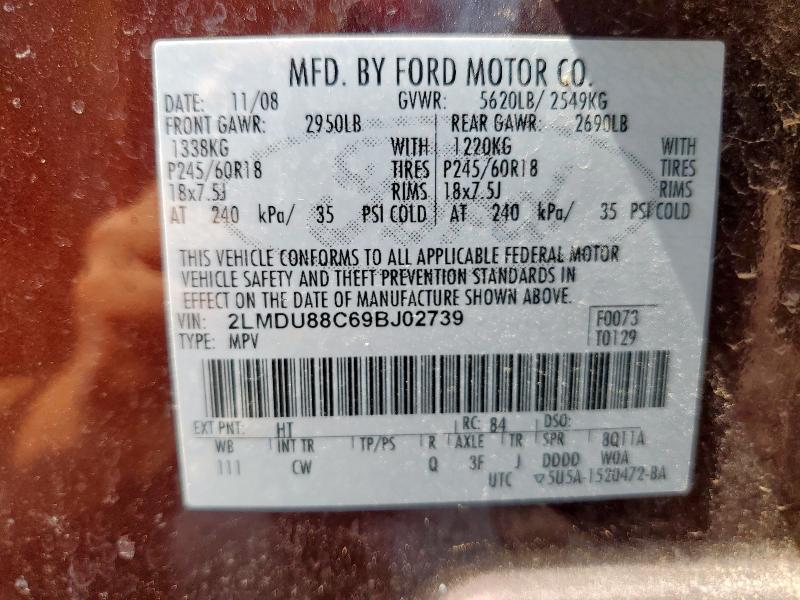 MFD. BY FORD MOTOR CO.
DATE: 11/08 GVWR: 5620LB/ 2549KG
FRONT GAWR: 2950LB REAR GAWR: 2690LB
1338KG WITH 1220KG WITH
P245/60R18 TIRES P245/60R18 TIRES
18x7.5J RIMS 18x7.5J RIMS
AT 240 kPa/ 35 PSI COLD AT 240 kPa/ 35 PSI COLD
THIS VEHICLE CONFORMS TO ALL APPLICABLE FEDERAL MOTOR
VEHICLE SAFETY AND THEFT PREVENTION STANDARDS IN
EFFECT ON THE DATE OF MANUFACTURE SHOWN ABOVE.
VIN: 2LMDU88C69BJ02739 F0073
TYPE: MPV T0129
EXT PNT: HT RC: 84 DSO:
WB INT TR TP/PS R AXLE TR SPR 8Q11A
111 CW Q 3F J DDDD WQA
UTC ▽5U5A-1520472-BA